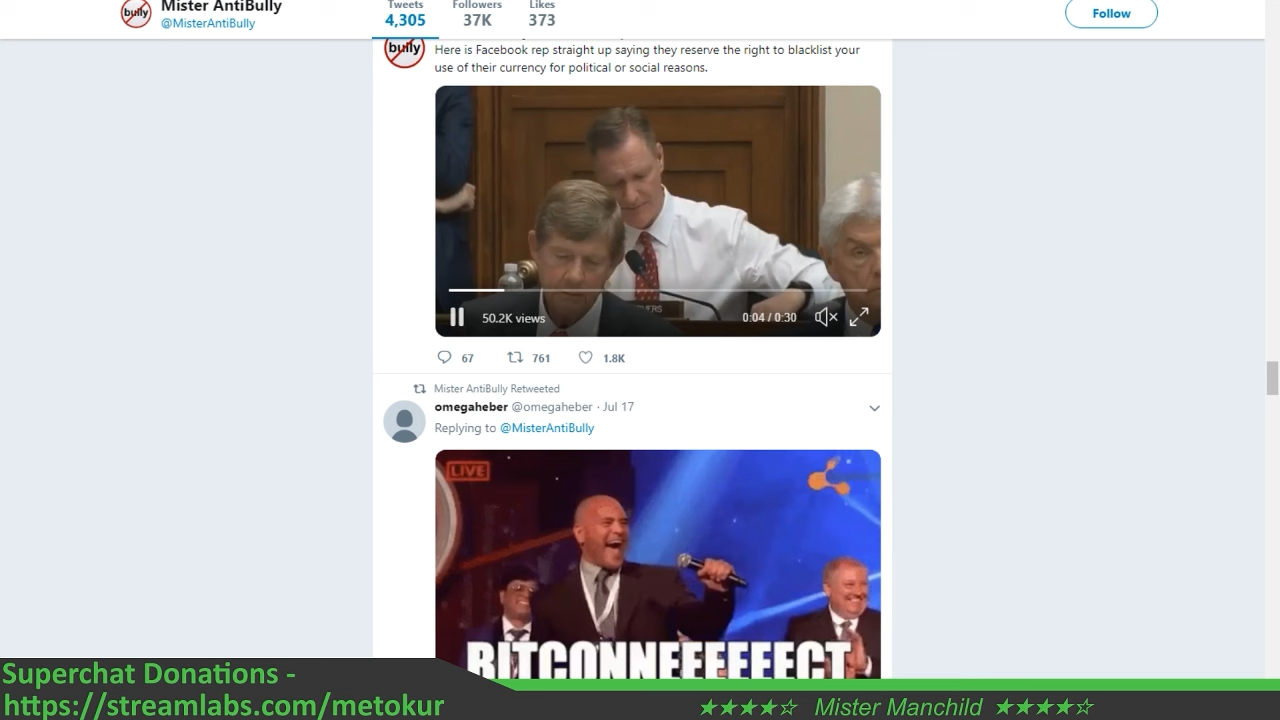 bully
Mister AntiBully
@MisterAntiBully
Tweets
4,305
Followers
37K
Likes
373
Follow
bully
Here is Facebook rep straight up saying they reserve the right to blacklist your
use of their currency for political or social reasons.
50.2K views
0:04 / 0:30
67
761
1.8K
Mister AntiBully Retweeted
omegaheber @omegaheber · Jul 17
Replying to @MisterAntiBully
LIVE
BITCONNEEEEEECT
Superchat Donations -
https://streamlabs.com/metokur
★★★★☆ Mister Manchild ★★★★☆